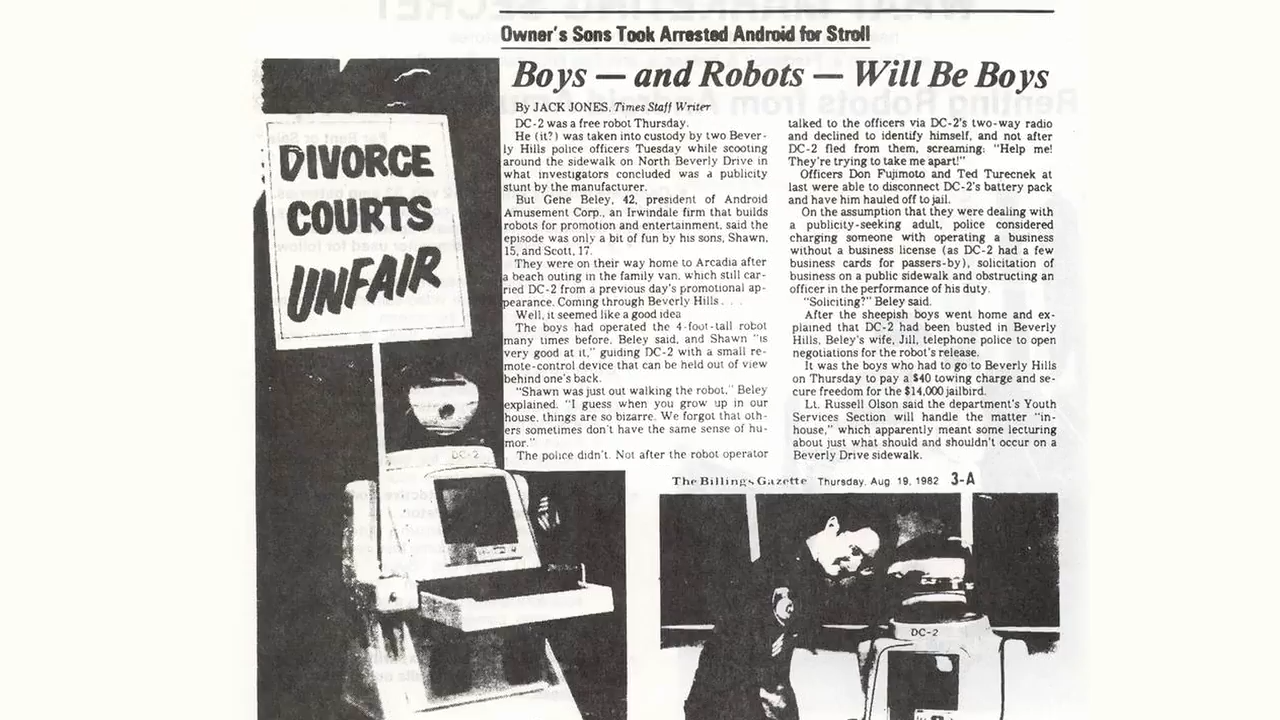 Owner's Sons Took Arrested Android for Stroll
Boys — and Robots — Will Be Boys
By JACK JONES, Times Staff Writer
DC-2 was a free robot Thursday.
He (it?) was taken into custody by two Bever-
ly Hills police officers Tuesday while scooting
around the sidewalk on North Beverly Drive in
what investigators concluded was a publicity
stunt by the manufacturer.
But Gene Beley, 42, president of Android
Amusement Corp., an Irwindale firm that builds
robots for promotion and entertainment, said the
episode was only a bit of fun by his sons, Shawn,
15, and Scott, 17.
They were on their way home to Arcadia after
a beach outing in the family van, which still car-
ried DC-2 from a previous day's promotional ap-
pearance. Coming through Beverly Hills . . .
Well, it seemed like a good idea
The boys had operated the 4-foot-tall robot
many times before, Beley said, and Shawn "is
very good at it," guiding DC-2 with a small re-
mote-control device that can be held out of view
behind one's back.
"Shawn was just out walking the robot," Beley
explained. "I guess when you grow up in our
house, things are so bizarre. We forgot that oth-
ers sometimes don't have the same sense of hu-
mor."
The police didn't. Not after the robot operator
talked to the officers via DC-2's two-way radio
and declined to identify himself, and not after
DC-2 fled from them, screaming: "Help me!
They're trying to take me apart!"
Officers Don Fujimoto and Ted Turecnek at
last were able to disconnect DC-2's battery pack
and have him hauled off to jail.
On the assumption that they were dealing with
a publicity-seeking adult, police considered
charging someone with operating a business
without a business license (as DC-2 had a few
business cards for passers-by), solicitation of
business on a public sidewalk and obstructing an
officer in the performance of his duty.
"Soliciting?" Beley said.
After the sheepish boys went home and ex-
plained that DC-2 had been busted in Beverly
Hills, Beley's wife, Jill, telephone police to open
negotiations for the robot's release.
It was the boys who had to go to Beverly Hills
on Thursday to pay a $40 towing charge and se-
cure freedom for the $14,000 jailbird.
Lt. Russell Olson said the department's Youth
Services Section will handle the matter "in-
house," which apparently meant some lecturing
about just what should and shouldn't occur on a
Beverly Drive sidewalk.
DIVORCE
COURTS
UNFAIR
DC-2
The Billings Gazette Thursday, Aug. 19, 1982 3-A
DC-2